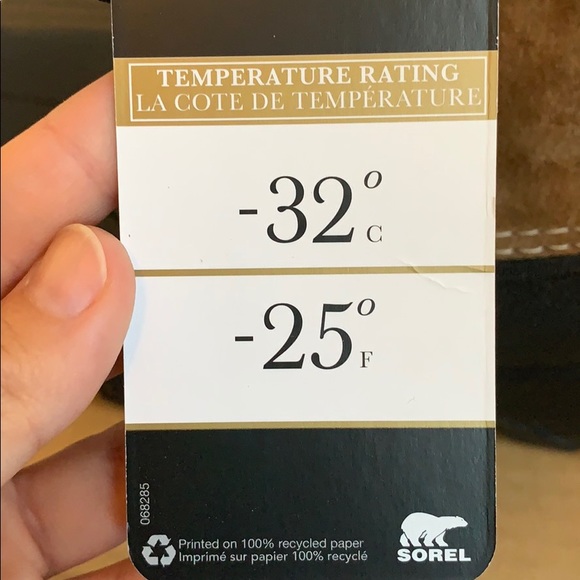 TEMPERATURE RATING
LA COTE DE TEMPÉRATURE
-32° C
-25° F
068285
Printed on 100% recycled paper
Imprimé sur papier 100% recyclé
SOREL